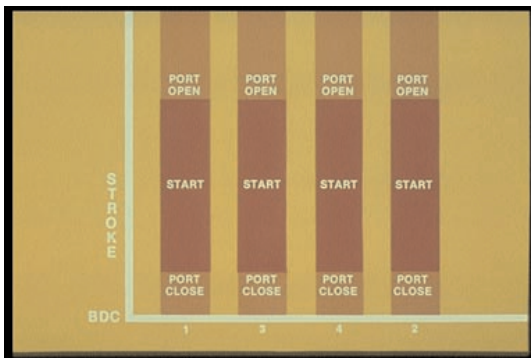 PORT OPEN PORT OPEN PORT OPEN PORT OPEN
START START START START
STROKE
PORT CLOSE PORT CLOSE PORT CLOSE PORT CLOSE
BDC
1 3 4 2